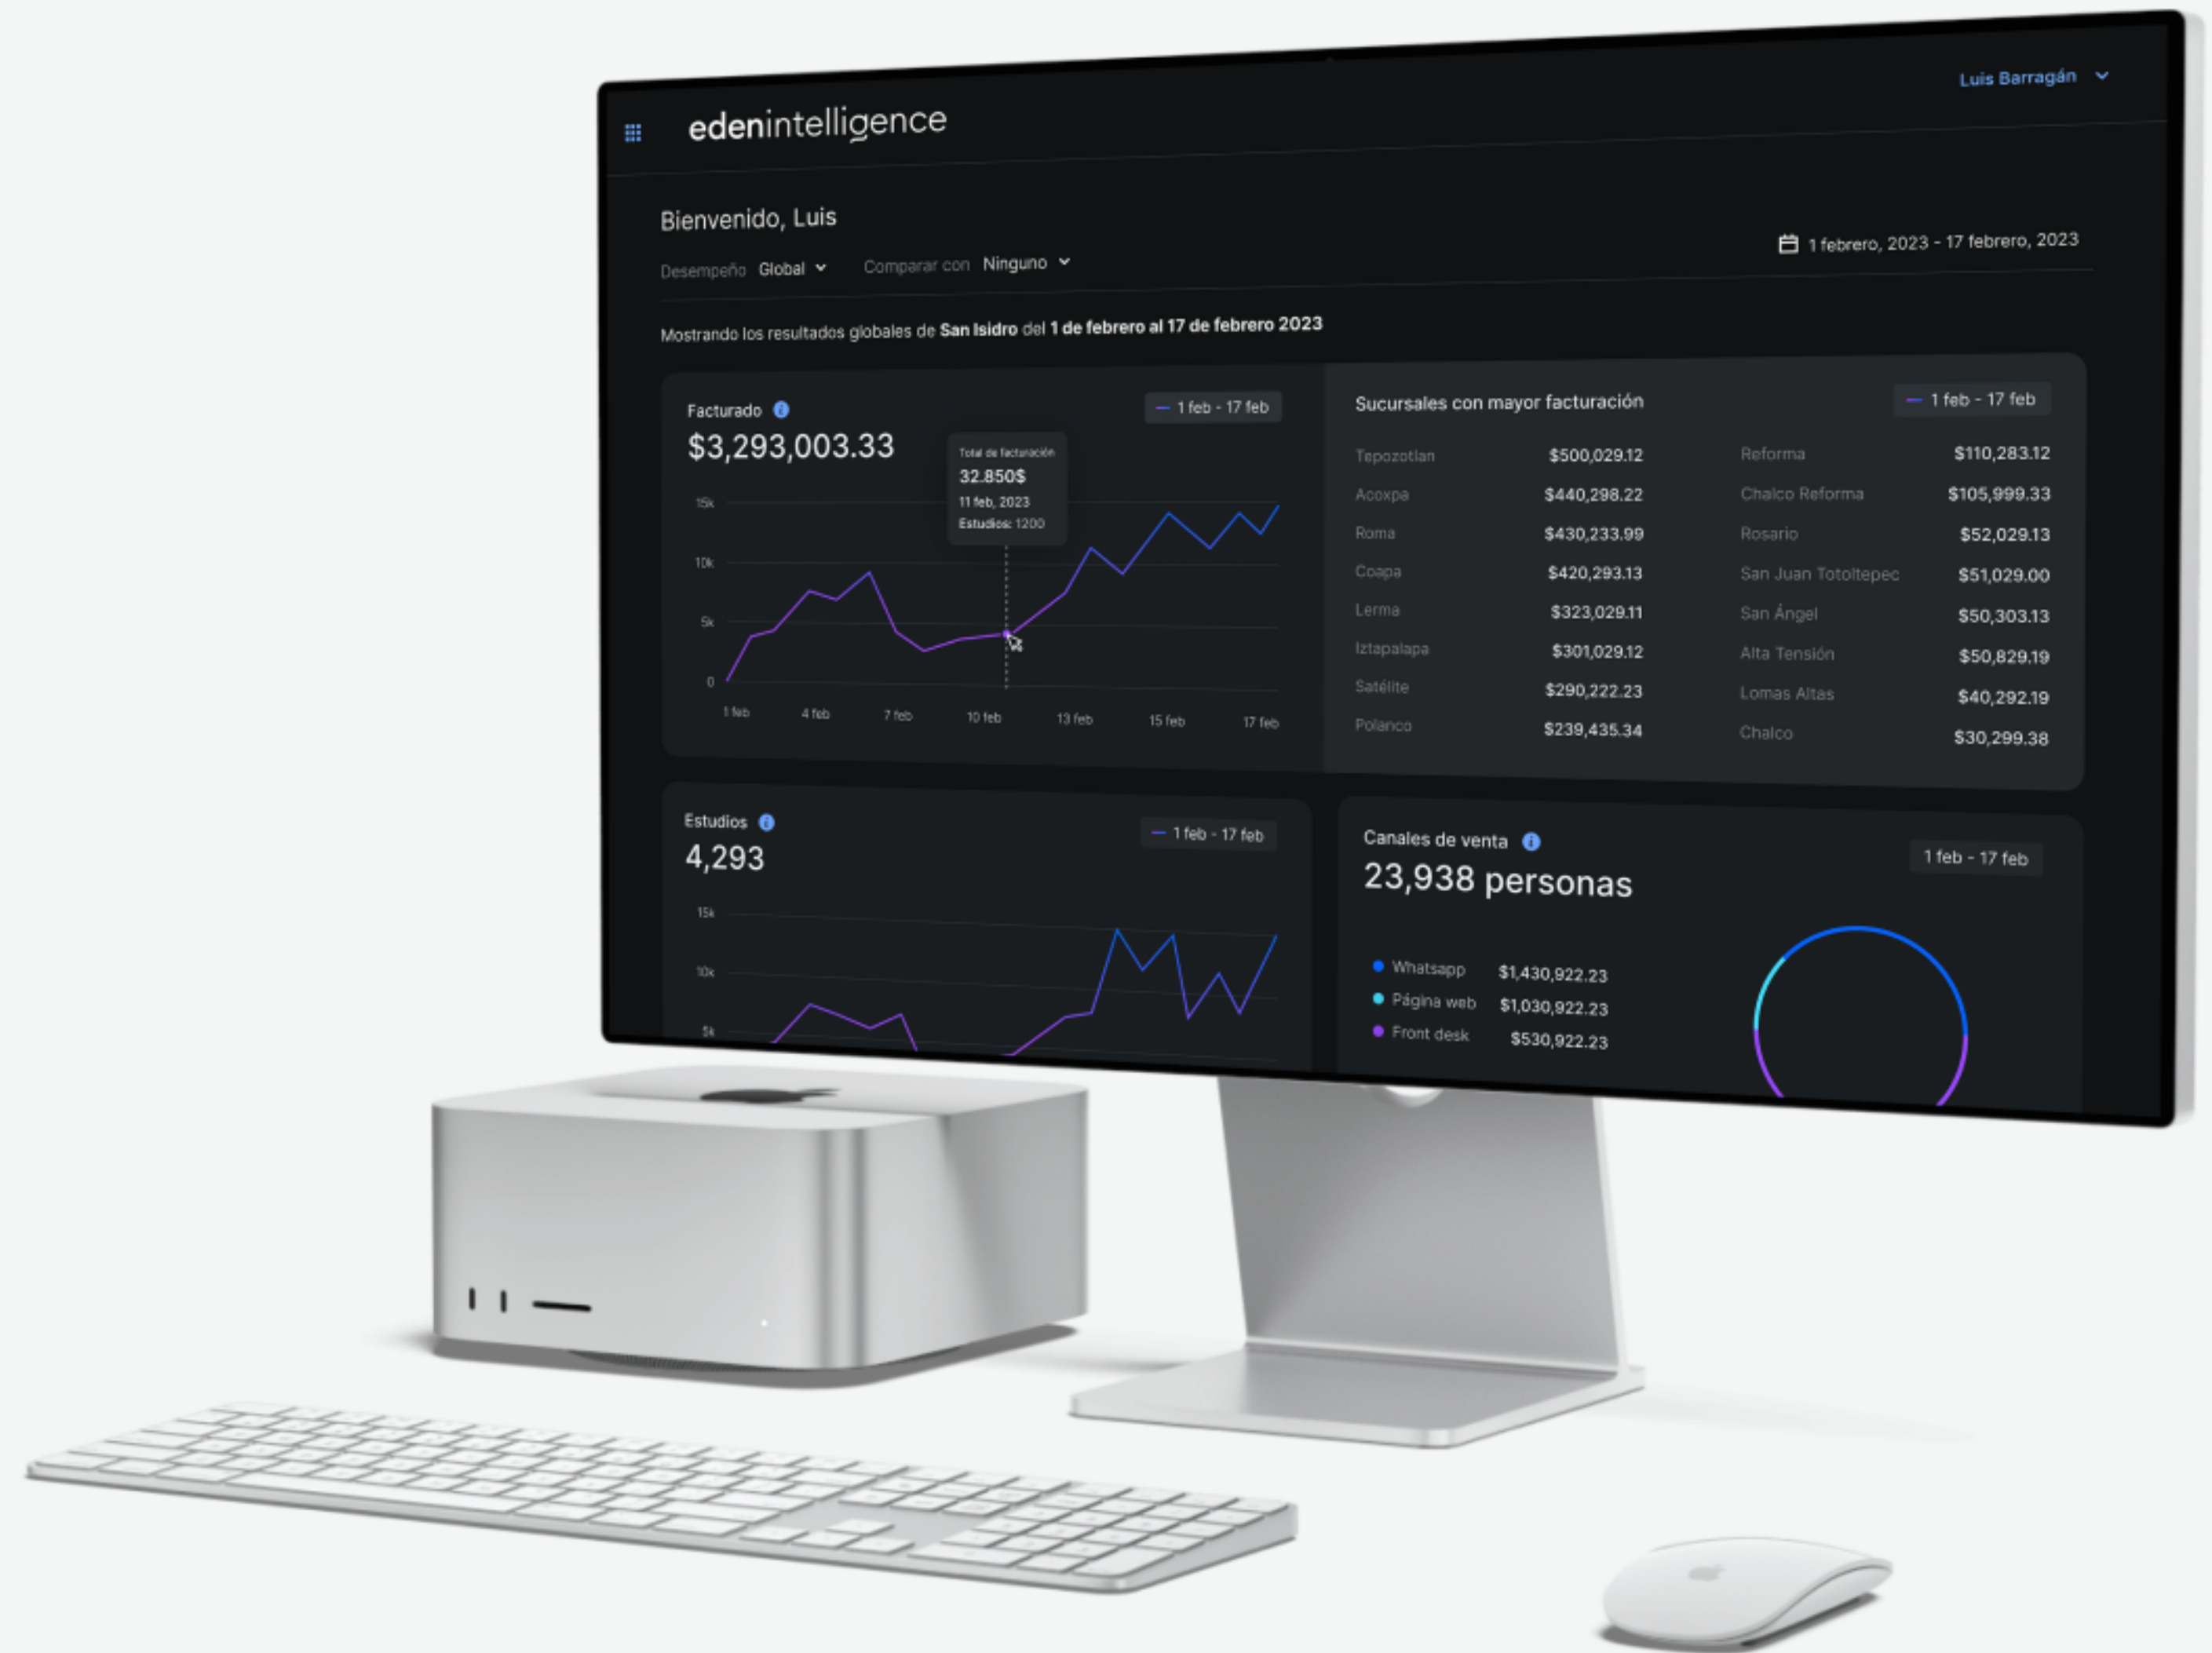 edenintelligence
Luis Barragán
Bienvenido, Luis
Desempeño Global
Comparar con Ninguno
1 febrero, 2023 - 17 febrero, 2023
Mostrando los resultados globales de San Isidro del 1 de febrero al 17 de febrero 2023
Facturado
1 feb - 17 feb
$3,293,003.33
Total de facturación
32.850$
11 feb, 2023
Estudios: 1200
15k
10k
5k
0
1 feb 4 feb 7 feb 10 feb 13 feb 15 feb 17 feb
Sucursales con mayor facturación
1 feb - 17 feb
Tepozotlan $500,029.12
Acoxpa $440,298.22
Roma $430,233.99
Coapa $420,293.13
Lerma $323,029.11
Iztapalapa $301,029.12
Satélite $290,222.23
Polanco $239,435.34
Reforma $110,283.12
Chalco Reforma $105,999.33
Rosario $52,029.13
San Juan Totoltepec $51,029.00
San Ángel $50,303.13
Alta Tensión $50,829.19
Lomas Altas $40,292.19
Chalco $30,299.38
Estudios
1 feb - 17 feb
4,293
15k
10k
5k
Canales de venta
1 feb - 17 feb
23,938 personas
Whatsapp $1,430,922.23
Página web $1,030,922.23
Front desk $530,922.23